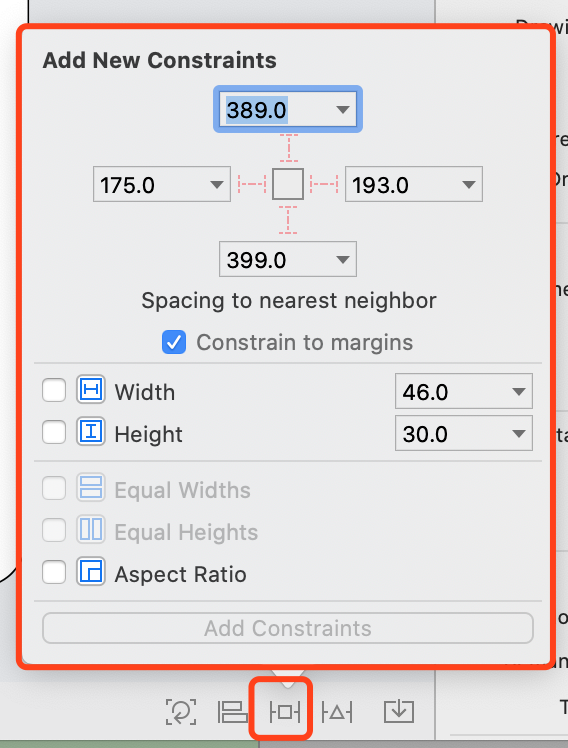 Add New Constraints
389.0
175.0
193.0
399.0
Spacing to nearest neighbor
Constrain to margins
Width
46.0
Height
30.0
Equal Widths
Equal Heights
Aspect Ratio
Add Constraints